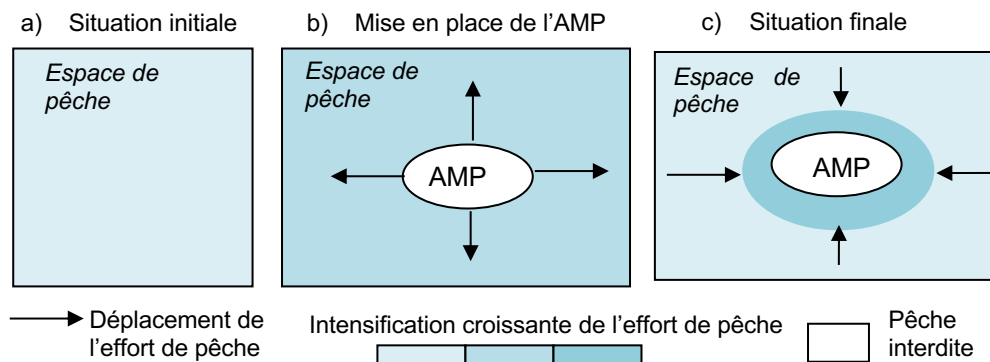 a) Situation initiale
b) Mise en place de l'AMP
c) Situation finale
Espace de
pêche
Espace de
pêche
AMP
Espace de
pêche
AMP
Déplacement de
l'effort de pêche
Intensification croissante de l'effort de pêche
Pêche
interdite